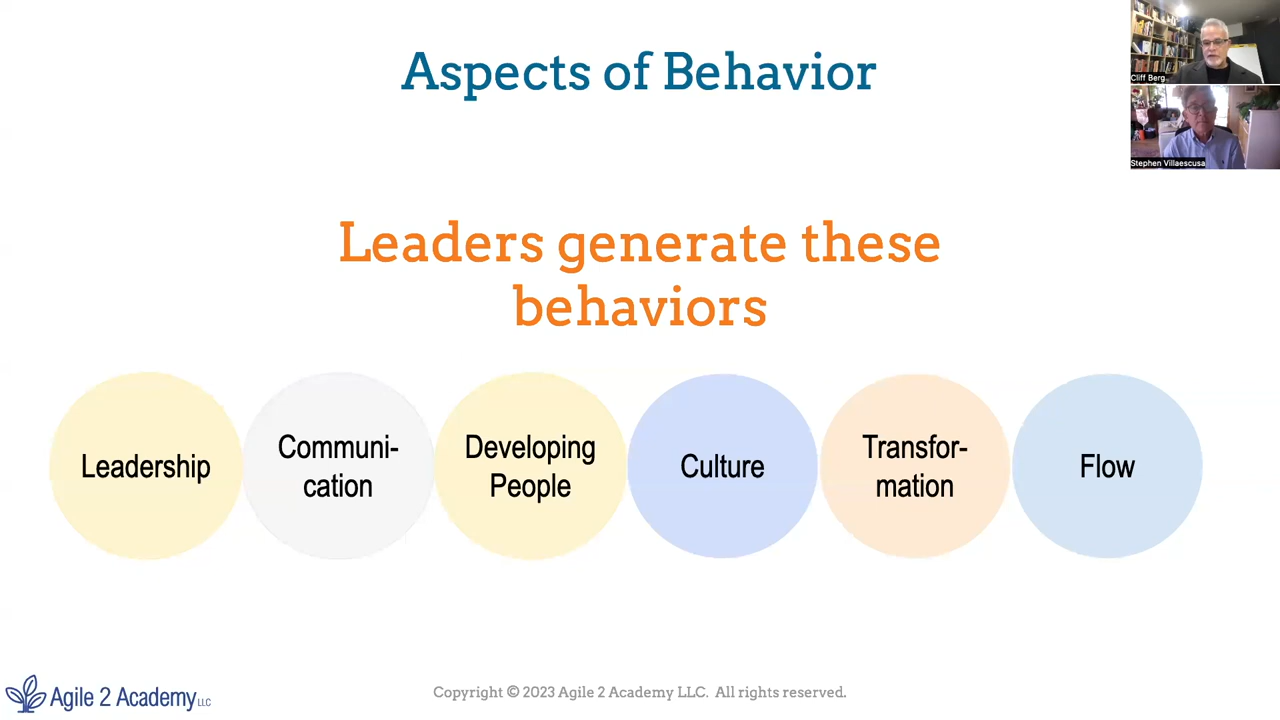 Aspects of Behavior
Cliff Berg
Stephen Villaescusa
Leaders generate these
behaviors
Leadership
Communi-
cation
Developing
People
Culture
Transfor-
mation
Flow
Agile 2 Academy LLC
Copyright © 2023 Agile 2 Academy LLC. All rights reserved.